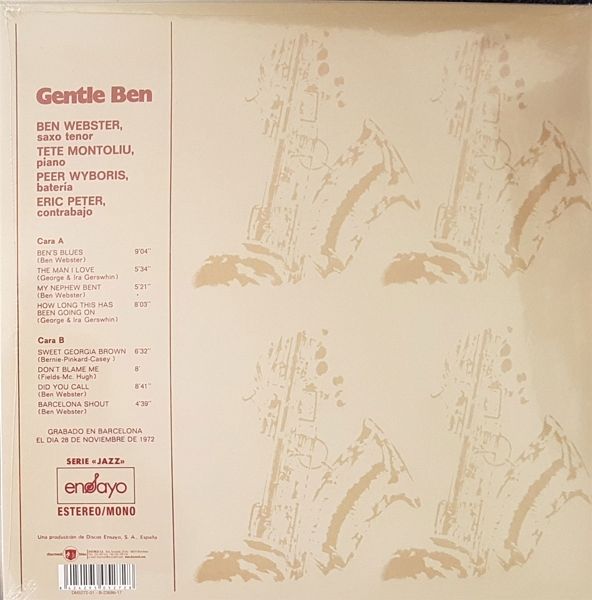 Gentle Ben
BEN WEBSTER,
saxo tenor
TETE MONTOLIU,
piano
PEER WYBORIS,
batería
ERIC PETER,
contrabajo
Cara A
BEN'S BLUES 9'04"
(Ben Webster)
THE MAN I LOVE 5'34"
(George & Ira Gerswhin)
MY NEPHEW BENT 5'21"
(Ben Webster)
HOW LONG THIS HAS 8'03"
BEEN GOING ON
(George & Ira Gerswhin)
Cara B
SWEET GEORGIA BROWN 6'32"
(Bernie-Pinkard-Casey )
DON'T BLAME ME 8'
(Fields-Mc. Hugh)
DID YOU CALL 8'41"
(Ben Webster)
BARCELONA SHOUT 4'39"
(Ben Webster)
GRABADO EN BARCELONA
EL DIA 28 DE NOVIEMBRE DE 1972
SERIE «JAZZ»
ensayo
ESTEREO/MONO
Una producción de Discos Ensayo, S. A., España